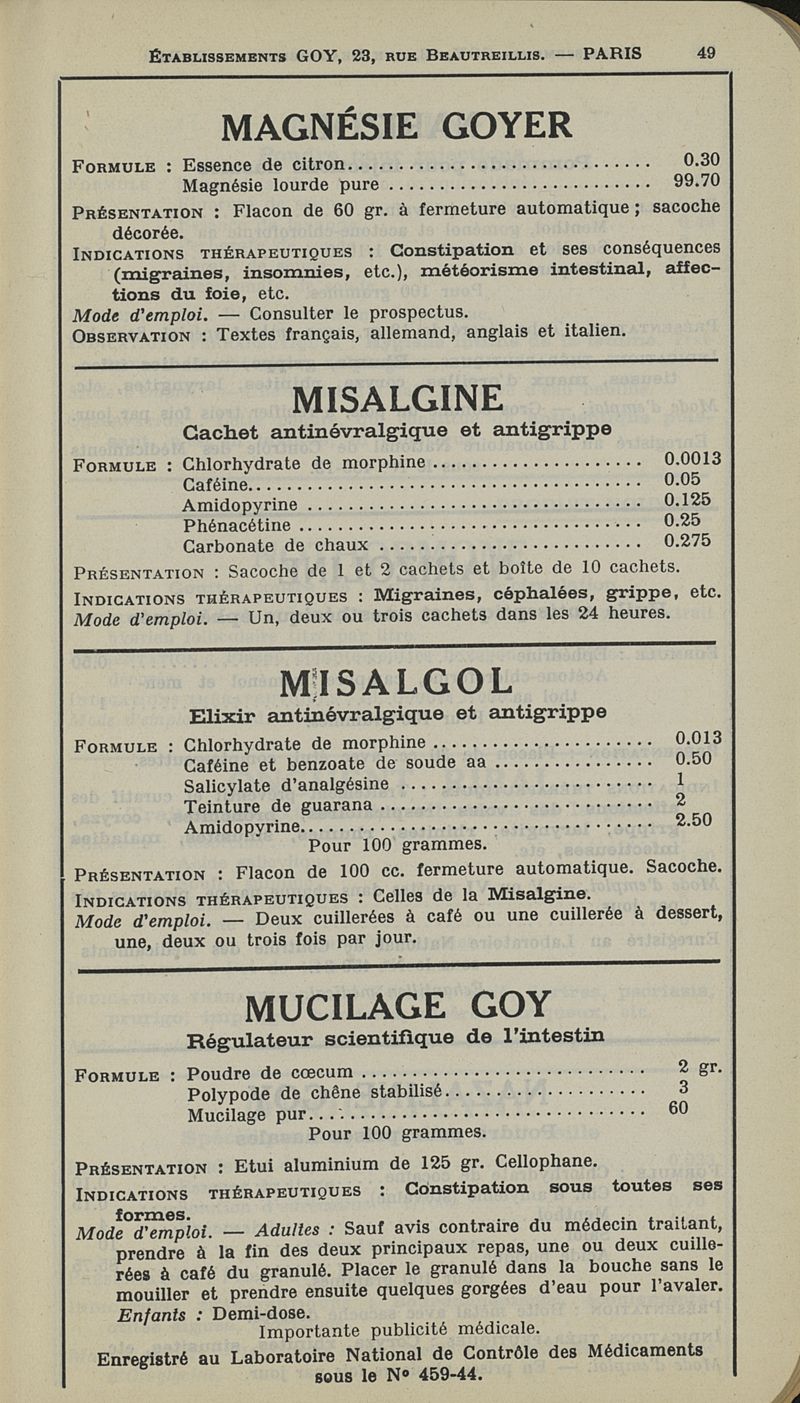 ÉTABLISSEMENTS GOY, 23, RUE BEAUTREILLIS. — PARIS 49
MAGNÉSIE GOYER
FORMULE : Essence de citron.............................. 0.30
Magnésie lourde pure .......................... 99.70
PRÉSENTATION : Flacon de 60 gr. à fermeture automatique ; sacoche
décorée.
INDICATIONS THÉRAPEUTIQUES : Constipation et ses conséquences
(migraines, insomnies, etc.), météorisme intestinal, affec-
tions du foie, etc.
Mode d'emploi. — Consulter le prospectus.
OBSERVATION : Textes français, allemand, anglais et italien.
MISALGINE
Cachet antinévralgique et antigrippe
FORMULE : Chlorhydrate de morphine ..................... 0.0013
Caféine....................................... 0.05
Amidopyrine .................................. 0.125
Phénacétine .................................. 0.25
Carbonate de chaux .......................... 0.275
PRÉSENTATION : Sacoche de 1 et 2 cachets et boîte de 10 cachets.
INDICATIONS THÉRAPEUTIQUES : Migraines, céphalées, grippe, etc.
Mode d'emploi. — Un, deux ou trois cachets dans les 24 heures.
MISALGOL
Elixir antinévralgique et antigrippe
FORMULE : Chlorhydrate de morphine ...................... 0.013
Caféine et benzoate de soude aa ................ 0.50
Salicylate d'analgésine ......................... 1
Teinture de guarana ........................... 2
Amidopyrine................................... 2.50
Pour 100 grammes.
PRÉSENTATION : Flacon de 100 cc. fermeture automatique. Sacoche.
INDICATIONS THÉRAPEUTIQUES : Celles de la Misalgine.
Mode d'emploi. — Deux cuillerées à café ou une cuillerée à dessert,
une, deux ou trois fois par jour.
MUCILAGE GOY
Régulateur scientifique de l'intestin
FORMULE : Poudre de cœcum ............................ 2 gr.
Polypode de chêne stabilisé.................... 3
Mucilage pur.................................. 60
Pour 100 grammes.
PRÉSENTATION : Etui aluminium de 125 gr. Cellophane.
INDICATIONS THÉRAPEUTIQUES : Constipation sous toutes ses
formes.
Mode d'emploi. — Adultes : Sauf avis contraire du médecin traitant,
prendre à la fin des deux principaux repas, une ou deux cuille-
rées à café du granulé. Placer le granulé dans la bouche sans le
mouiller et prendre ensuite quelques gorgées d'eau pour l'avaler.
Enfants : Demi-dose.
Importante publicité médicale.
Enregistré au Laboratoire National de Contrôle des Médicaments
sous le N° 459-44.